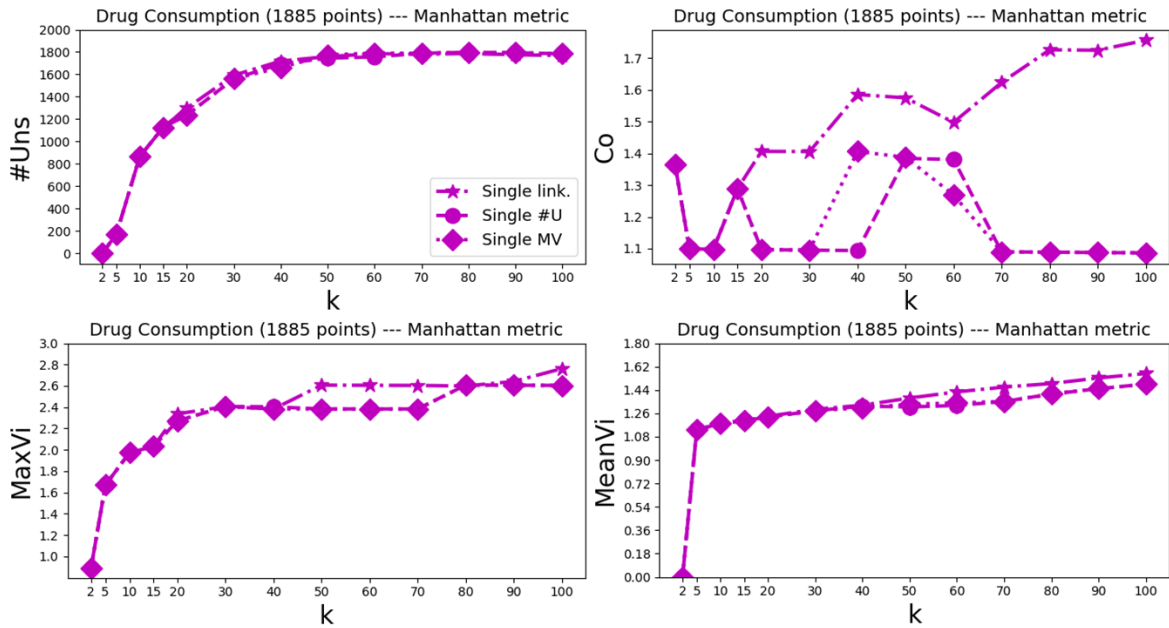 Drug Consumption (1885 points) --- Manhattan metric
2000
1800
1600
1400
1200
1000
800
600
400
200
0
#Uns
Single link.
Single #U
Single MV
2 5 10 15 20 30 40 50 60 70 80 90 100
k
Drug Consumption (1885 points) --- Manhattan metric
1.7
1.6
1.5
1.4
1.3
1.2
1.1
Co
2 5 10 15 20 30 40 50 60 70 80 90 100
k
Drug Consumption (1885 points) --- Manhattan metric
3.0
2.8
2.6
2.4
2.2
2.0
1.8
1.6
1.4
1.2
1.0
MaxVi
2 5 10 15 20 30 40 50 60 70 80 90 100
k
Drug Consumption (1885 points) --- Manhattan metric
1.80
1.62
1.44
1.26
1.08
0.90
0.72
0.54
0.36
0.18
0.00
MeanVi
2 5 10 15 20 30 40 50 60 70 80 90 100
k